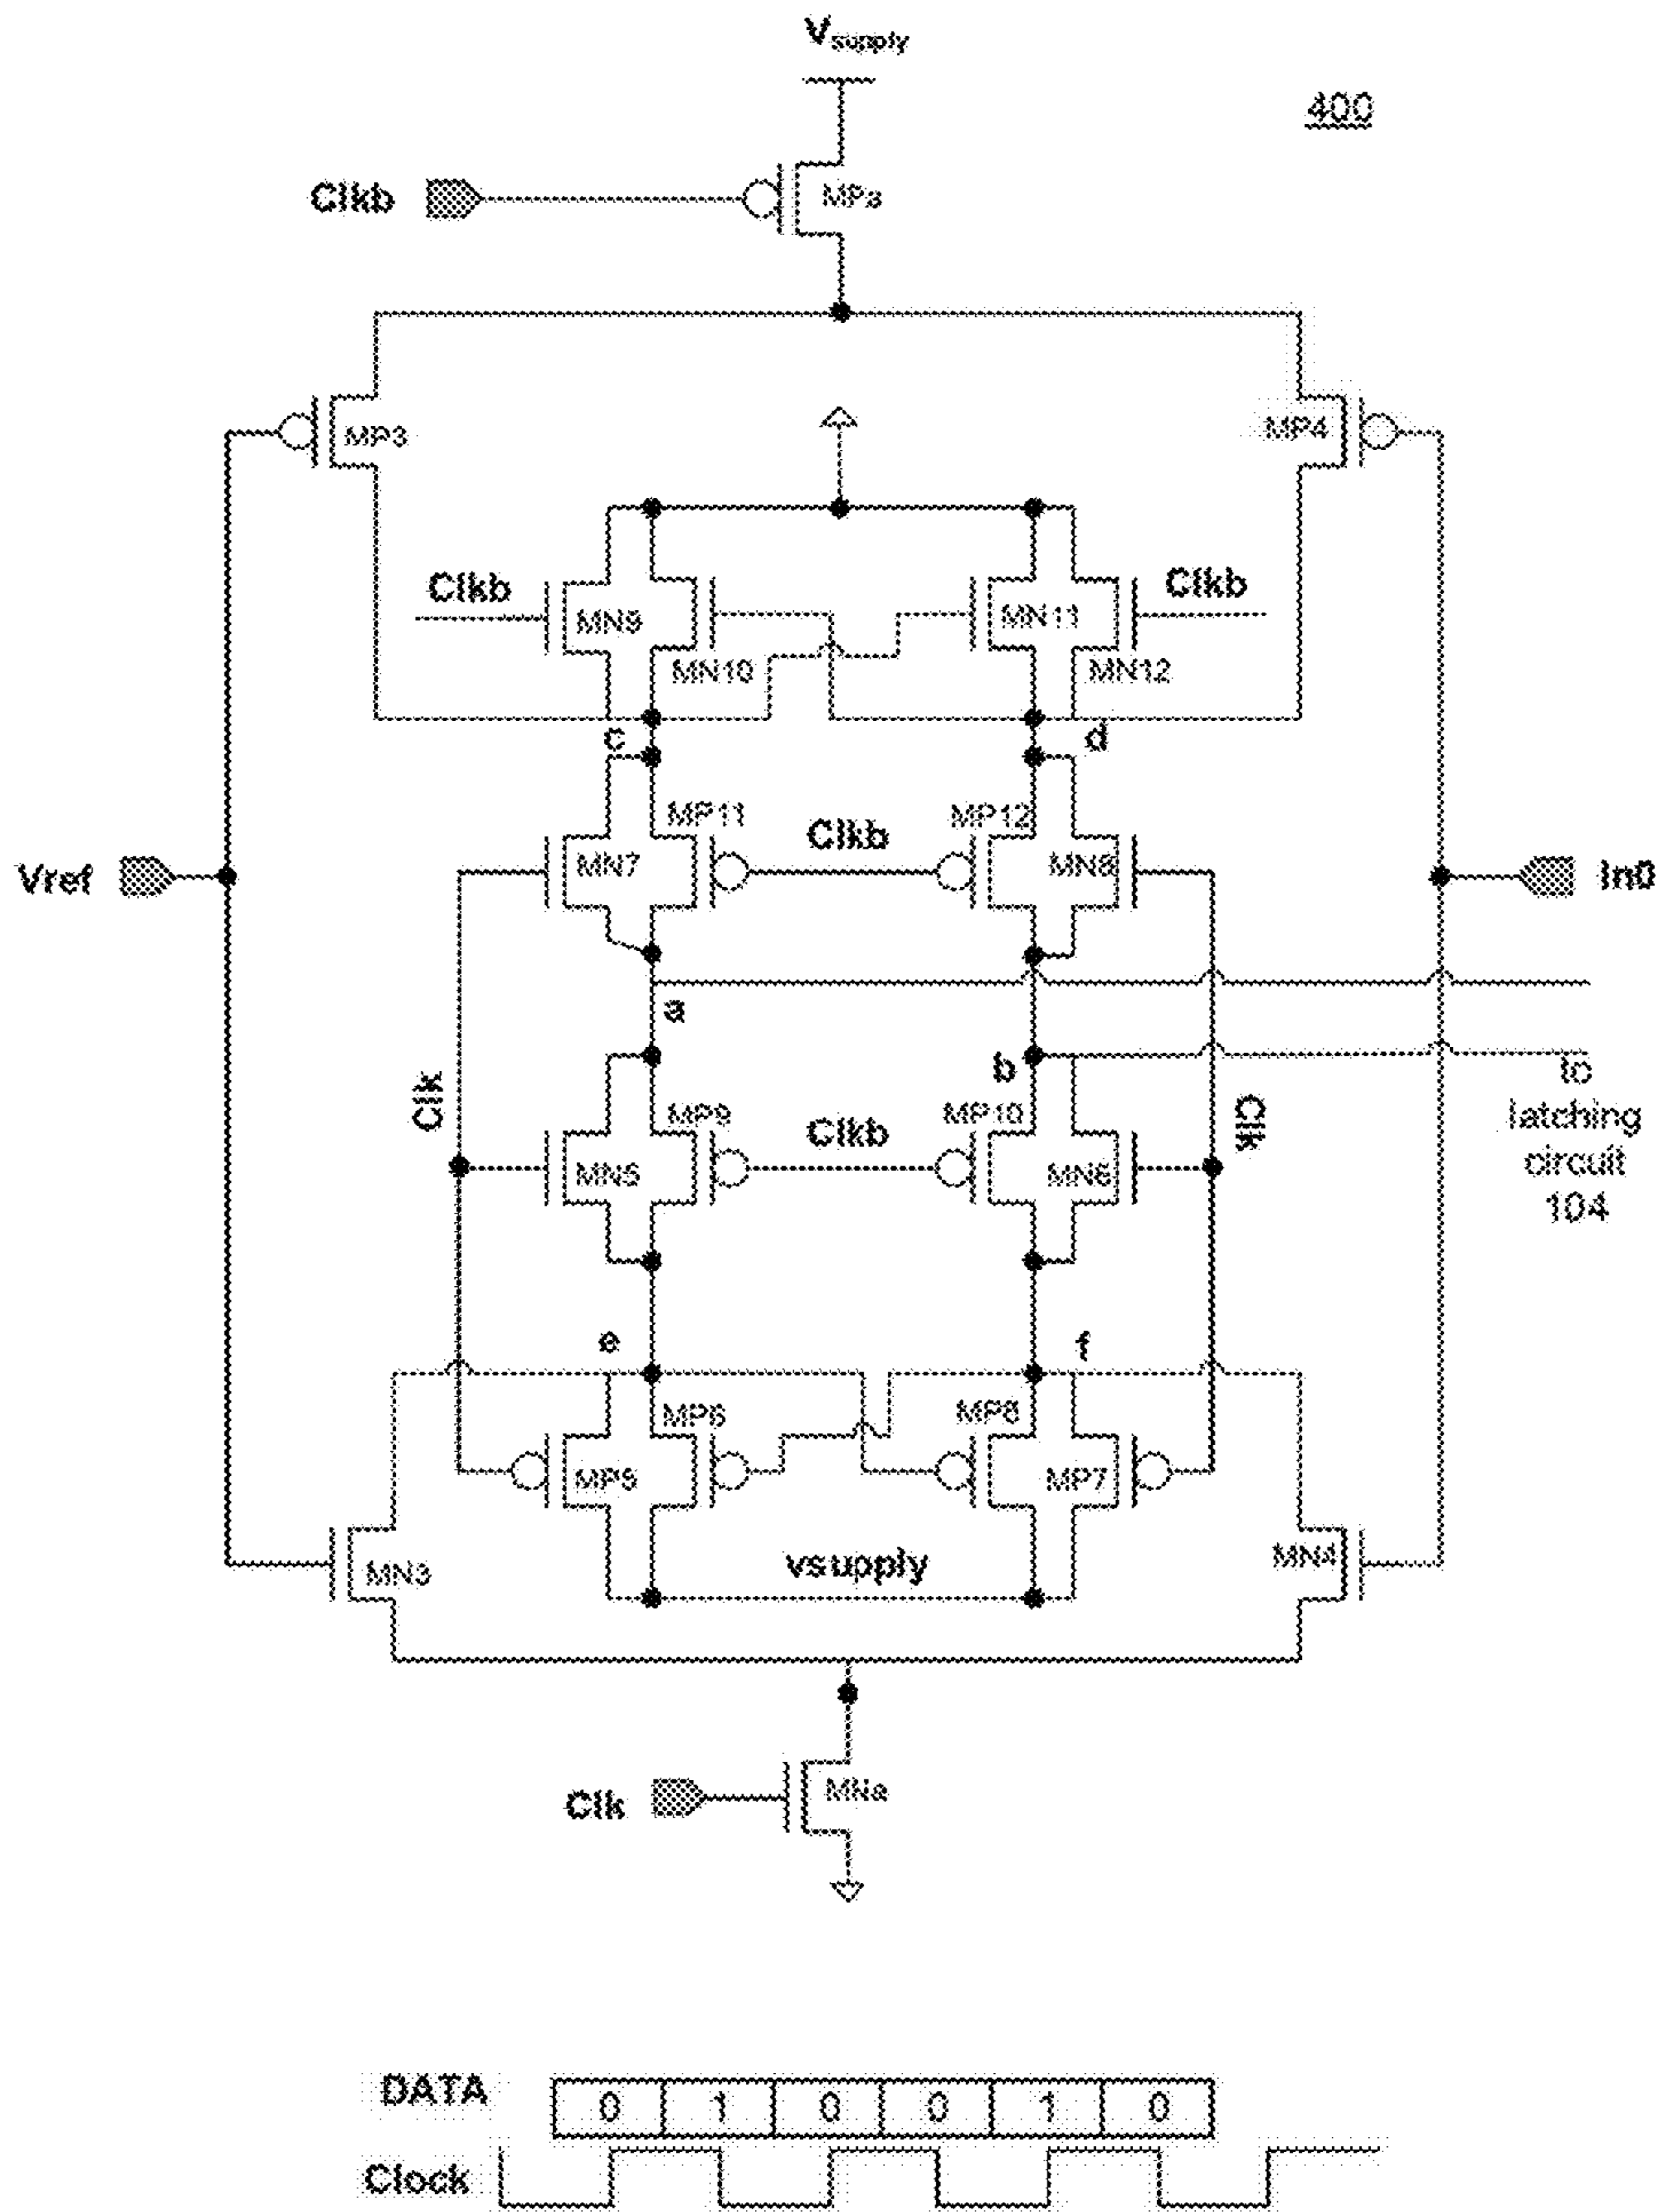 Vsupply
400
Clkb
MPa
MP3
MP4
Clkb
Clkb
MN9
MN11
MN10
MN12
c
d
MP11
MP12
Clkb
MN7
MN8
Vref
In0
a
b
to
latching
circuit
104
Clk
Clk
MP9
MP10
Clkb
MN5
MN6
e
f
MP6
MP8
MP5
MP7
vsupply
MN3
MN4
Clk
MNa
DATA
0 1 0 0 1 0
Clock